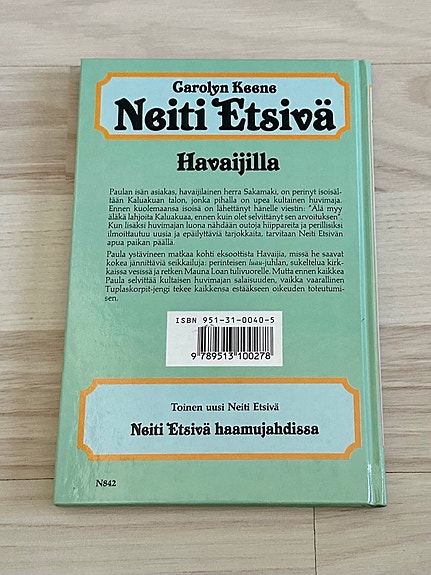 Carolyn Keene
Neiti Etsivä
Havaijilla
Paulan isän asiakas, havaijilainen herra Sakamaki, on perinyt isoisäl-
tään Kaluakuan talon, jonka pihalla on upea kultainen huvimaja.
Ennen kuolemaansa isoisä on lähettänyt hänelle viestin: "Älä myy
äläkä lahjoita Kaluakuaa, ennen kuin olet selvittänyt sen arvoituksen".
Kun lisäksi huvimajan luona nähdään outoja hiippareita ja perillisiksi
ilmoittautuu uusia ja epäilyttäviä tarjokkaita, tarvitaan Neiti Etsivän
apua paikan päällä.
Paula ystävineen matkaa kohti eksoottista Havaijia, missä he saavat
kokea jännittäviä seikkailuja: perinteisen luau-juhlan, sukeltelua kirk-
kaissa vesissä ja retken Mauna Loan tulivuorelle. Mutta ennen kaikkea
Paula selvittää kultaisen huvimajan salaisuuden, vaikka vaarallinen
Tuplaskorpit-jengi tekee kaikkensa estääkseen oikeuden toteutumi-
sen.
ISBN 951-31-0040-5
9 789513 100278
Toinen uusi Neiti Etsivä
Neiti Etsivä haamujahdissa
N842